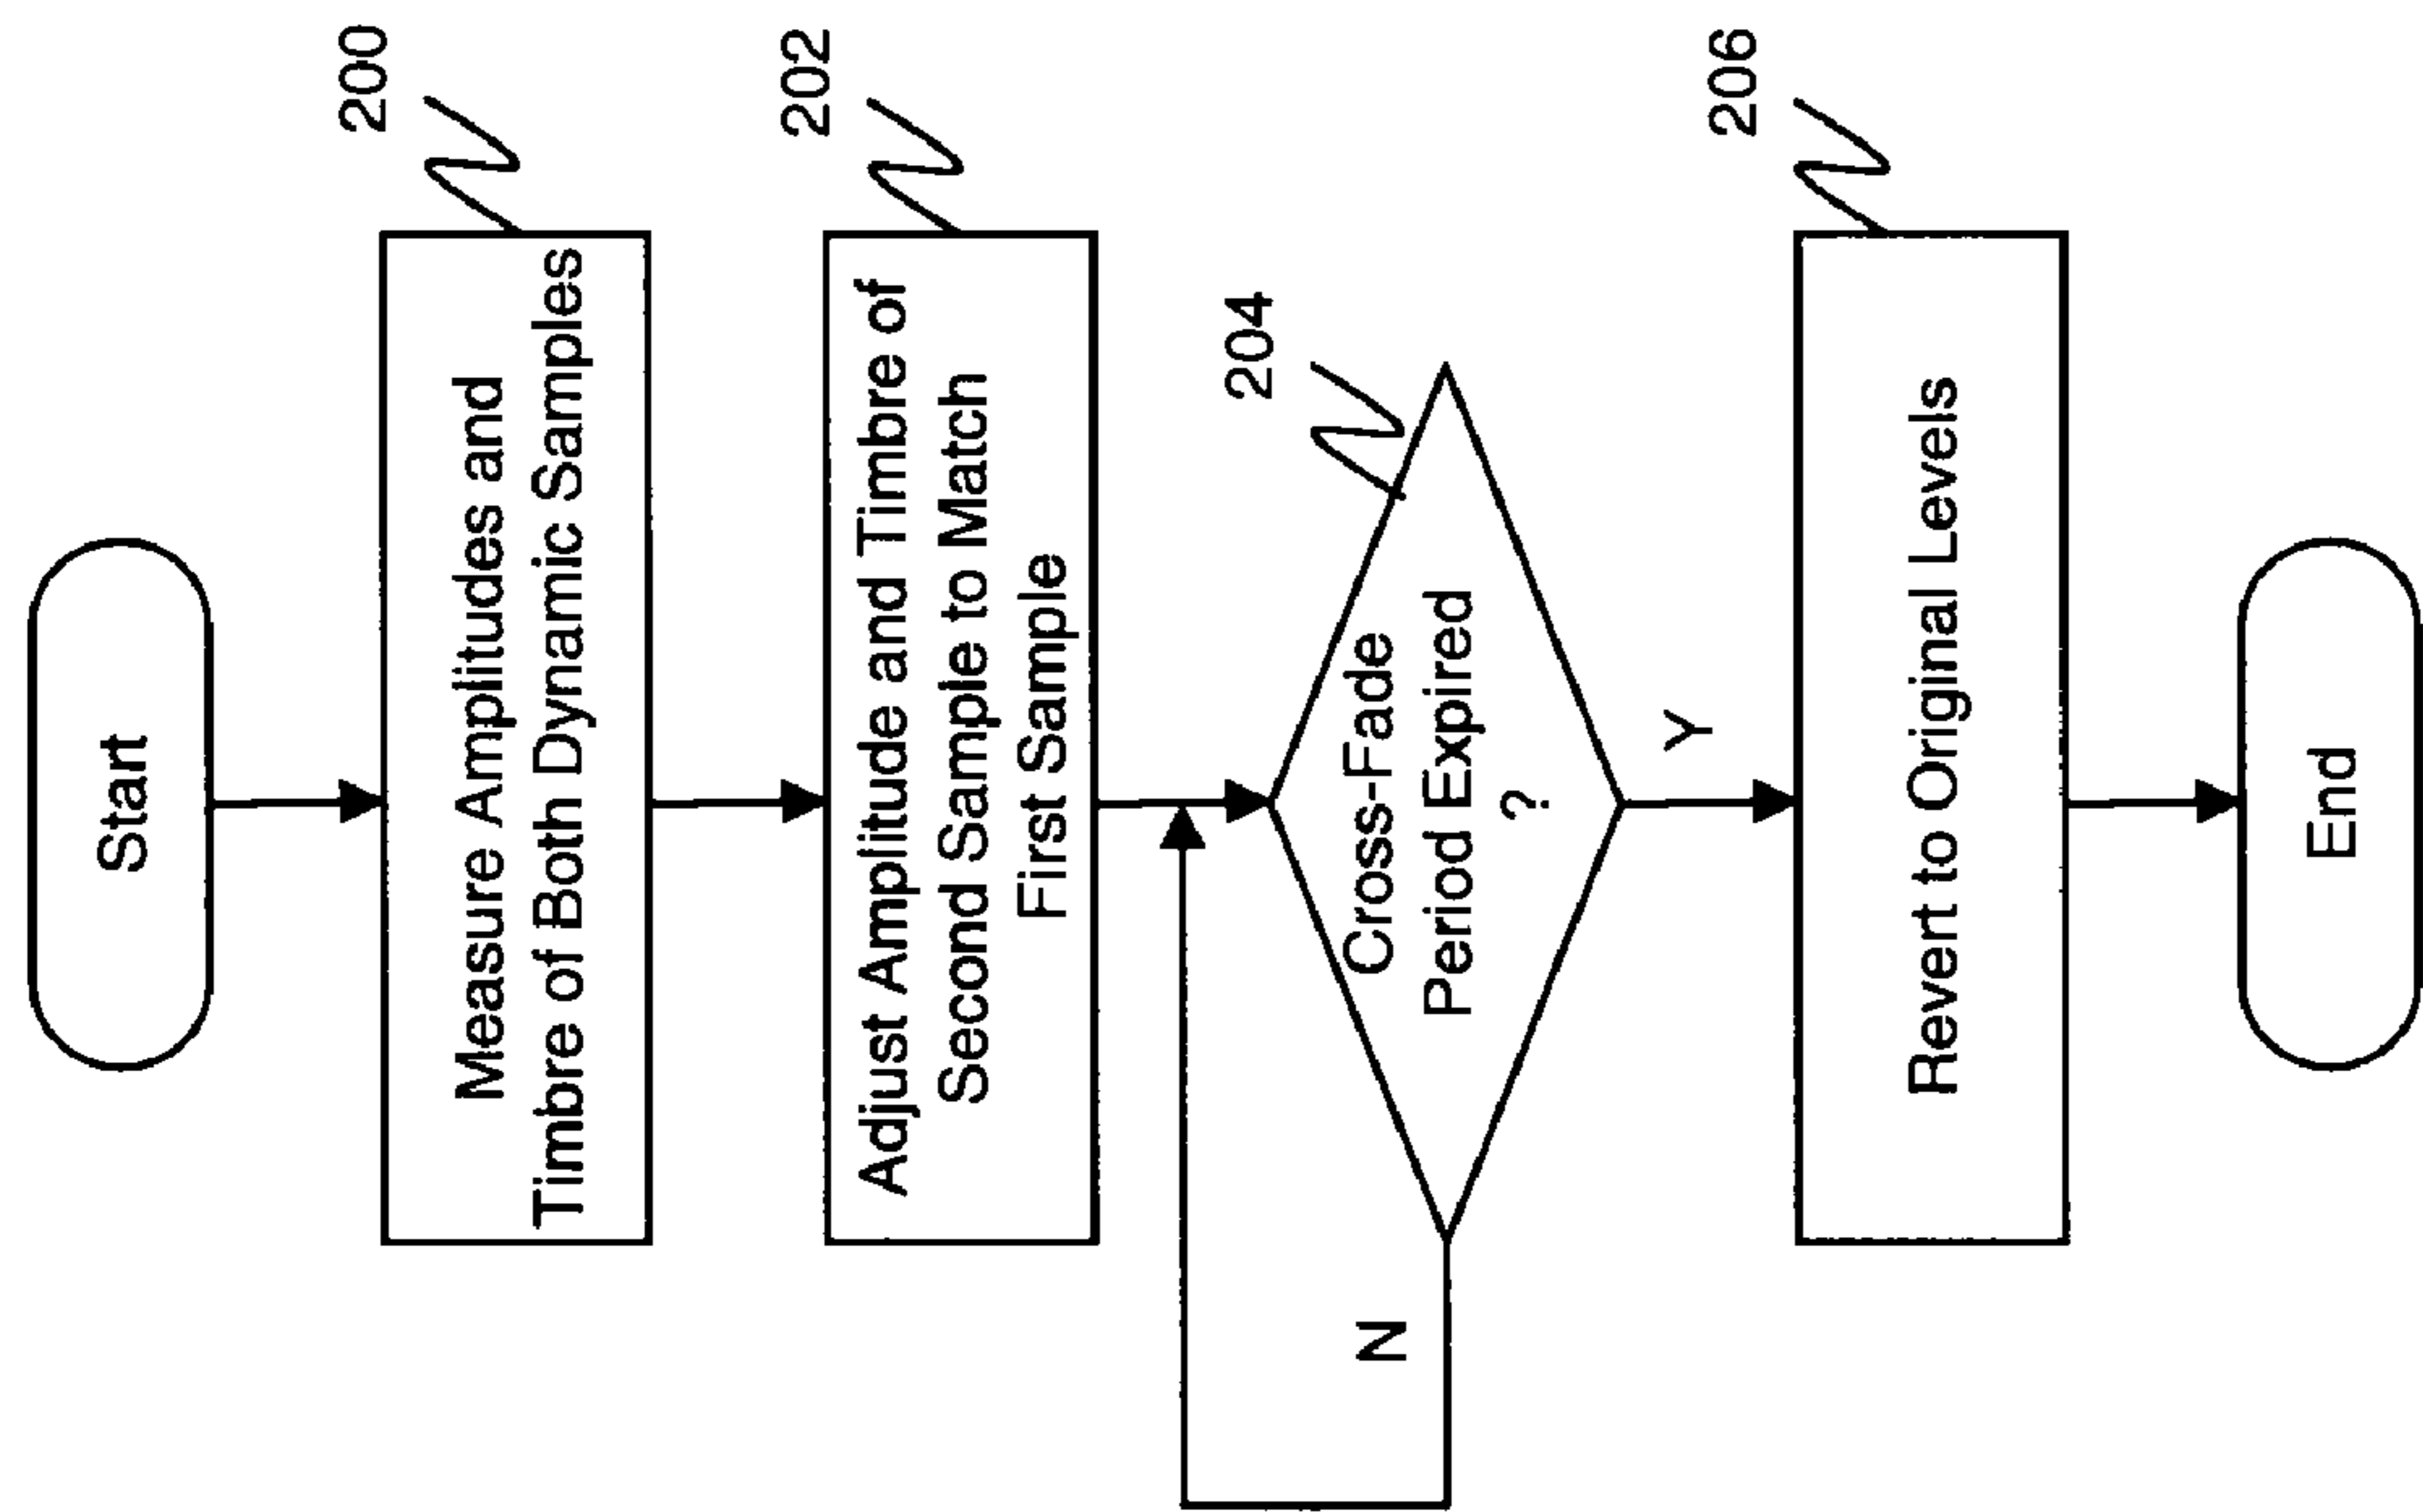 Start
200
Measure Amplitudes and
Timbre of Both Dynamic Samples
202
Adjust Amplitude and Timbre of
Second Sample to Match
First Sample
204
Cross-Fade
Period Expired
?
N
Y
206
Revert to Original Levels
End